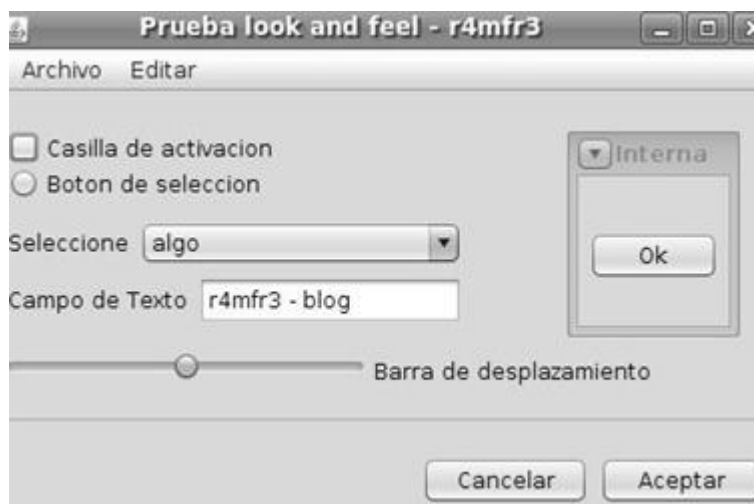 Prueba look and feel - r4mfr3
Archivo Editar
Casilla de activacion
Boton de seleccion
Seleccione algo
Campo de Texto r4mfr3 - blog
Barra de desplazamiento
Interna
Ok
Cancelar Aceptar